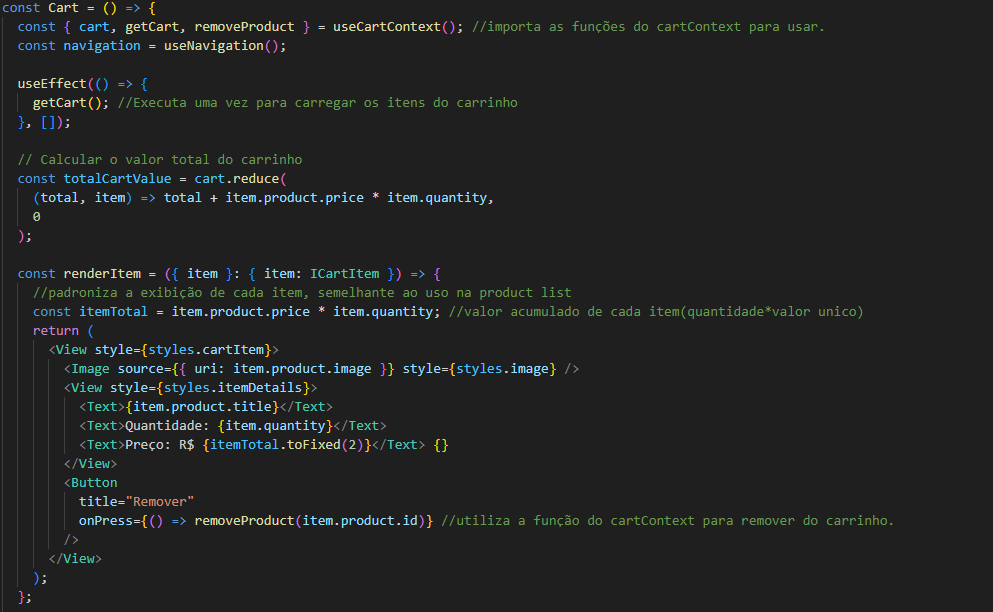 const Cart = () => {
  const { cart, getCart, removeProduct } = useCartContext(); //importa as funções do cartContext para usar.
  const navigation = useNavigation();

  useEffect(() => {
    getCart(); //Executa uma vez para carregar os itens do carrinho
  }, []);

  // Calcular o valor total do carrinho
  const totalCartValue = cart.reduce(
    (total, item) => total + item.product.price * item.quantity,
    0
  );

  const renderItem = ({ item }: { item: ICartItem }) => {
    //padroniza a exibição de cada item, semelhante ao uso na product list
    const itemTotal = item.product.price * item.quantity; //valor acumulado de cada item(quantidade*valor unico)
    return (
      <View style={styles.cartItem}>
        <Image source={{ uri: item.product.image }} style={styles.image} />
        <View style={styles.itemDetails}>
          <Text>{item.product.title}</Text>
          <Text>Quantidade: {item.quantity}</Text>
          <Text>Preço: R$ {itemTotal.toFixed(2)}</Text> {}
        </View>
        <Button
          title="Remover"
          onPress={() => removeProduct(item.product.id)} //utiliza a função do cartContext para remover do carrinho.
        />
      </View>
    );
  };